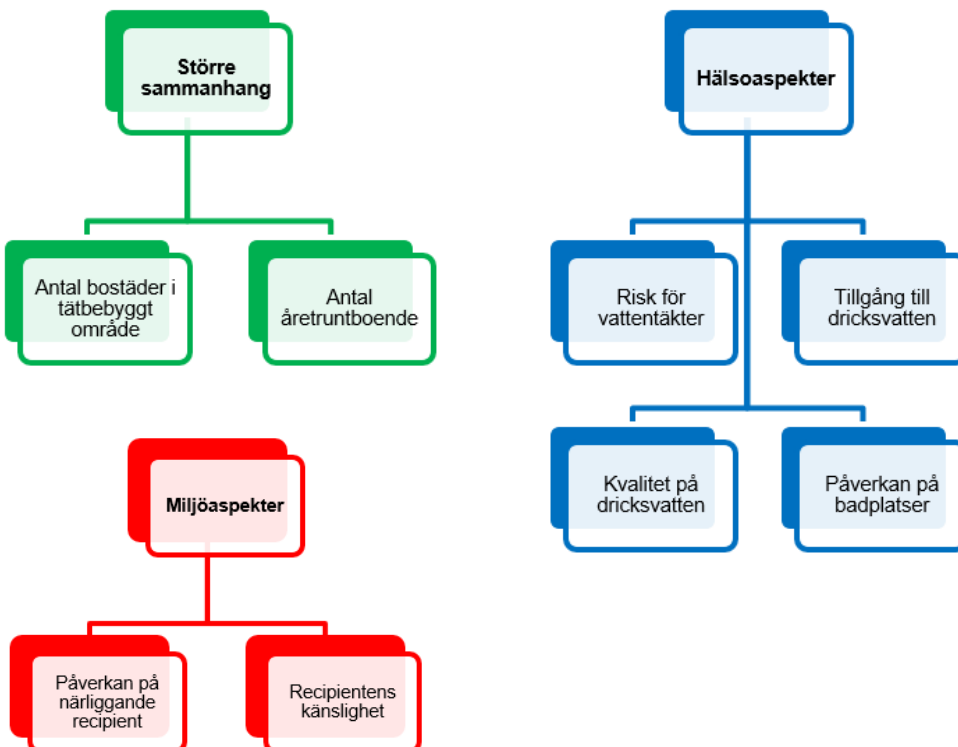 Större
sammanhang
Antal bostäder i
tätbebyggt
område
Antal
åretruntboende
Hälsoaspekter
Risk för
vattentäkter
Tillgång till
dricksvatten
Kvalitet på
dricksvatten
Påverkan på
badplatser
Miljöaspekter
Påverkan på
närliggande
recipient
Recipientens
känslighet